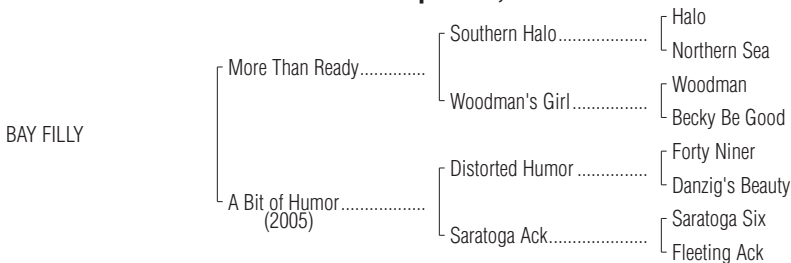 Halo
Southern Halo...................
Northern Sea
More Than Ready..............
Woodman
Woodman's Girl................
Becky Be Good
BAY FILLY
Forty Niner
Distorted Humor ...............
Danzig's Beauty
A Bit of Humor..................
(2005)
Saratoga Six
Saratoga Ack.....................
Fleeting Ack